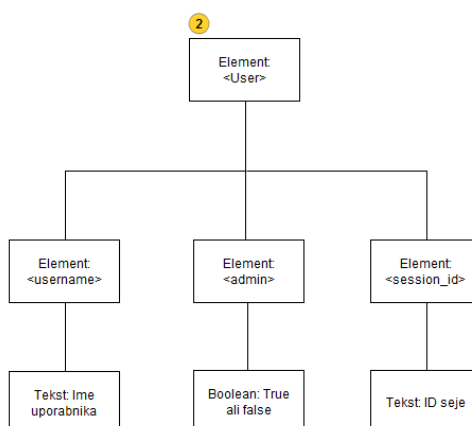 2
Element:
<User>
Element:
<username>
Element:
<admin>
Element:
<session_id>
Tekst: Ime
uporabnika
Boolean: True
ali false
Tekst: ID seje